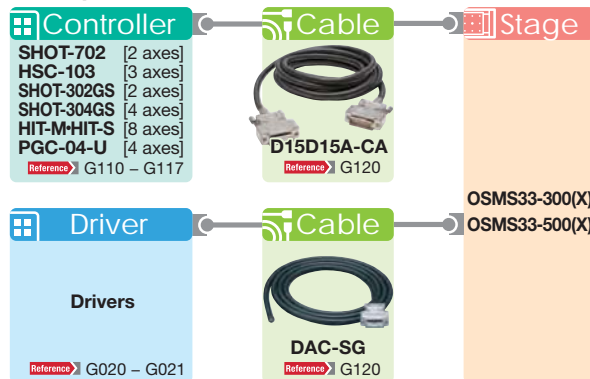 Controller
SHOT-702 [2 axes]
HSC-103 [3 axes]
SHOT-302GS [2 axes]
SHOT-304GS [4 axes]
HIT-M•HIT-S [8 axes]
PGC-04-U [4 axes]
Reference G110 – G117
Cable
D15D15A-CA
Reference G120
Stage
OSMS33-300(X)
OSMS33-500(X)
Driver
Drivers
Reference G020 – G021
Cable
DAC-SG
Reference G120